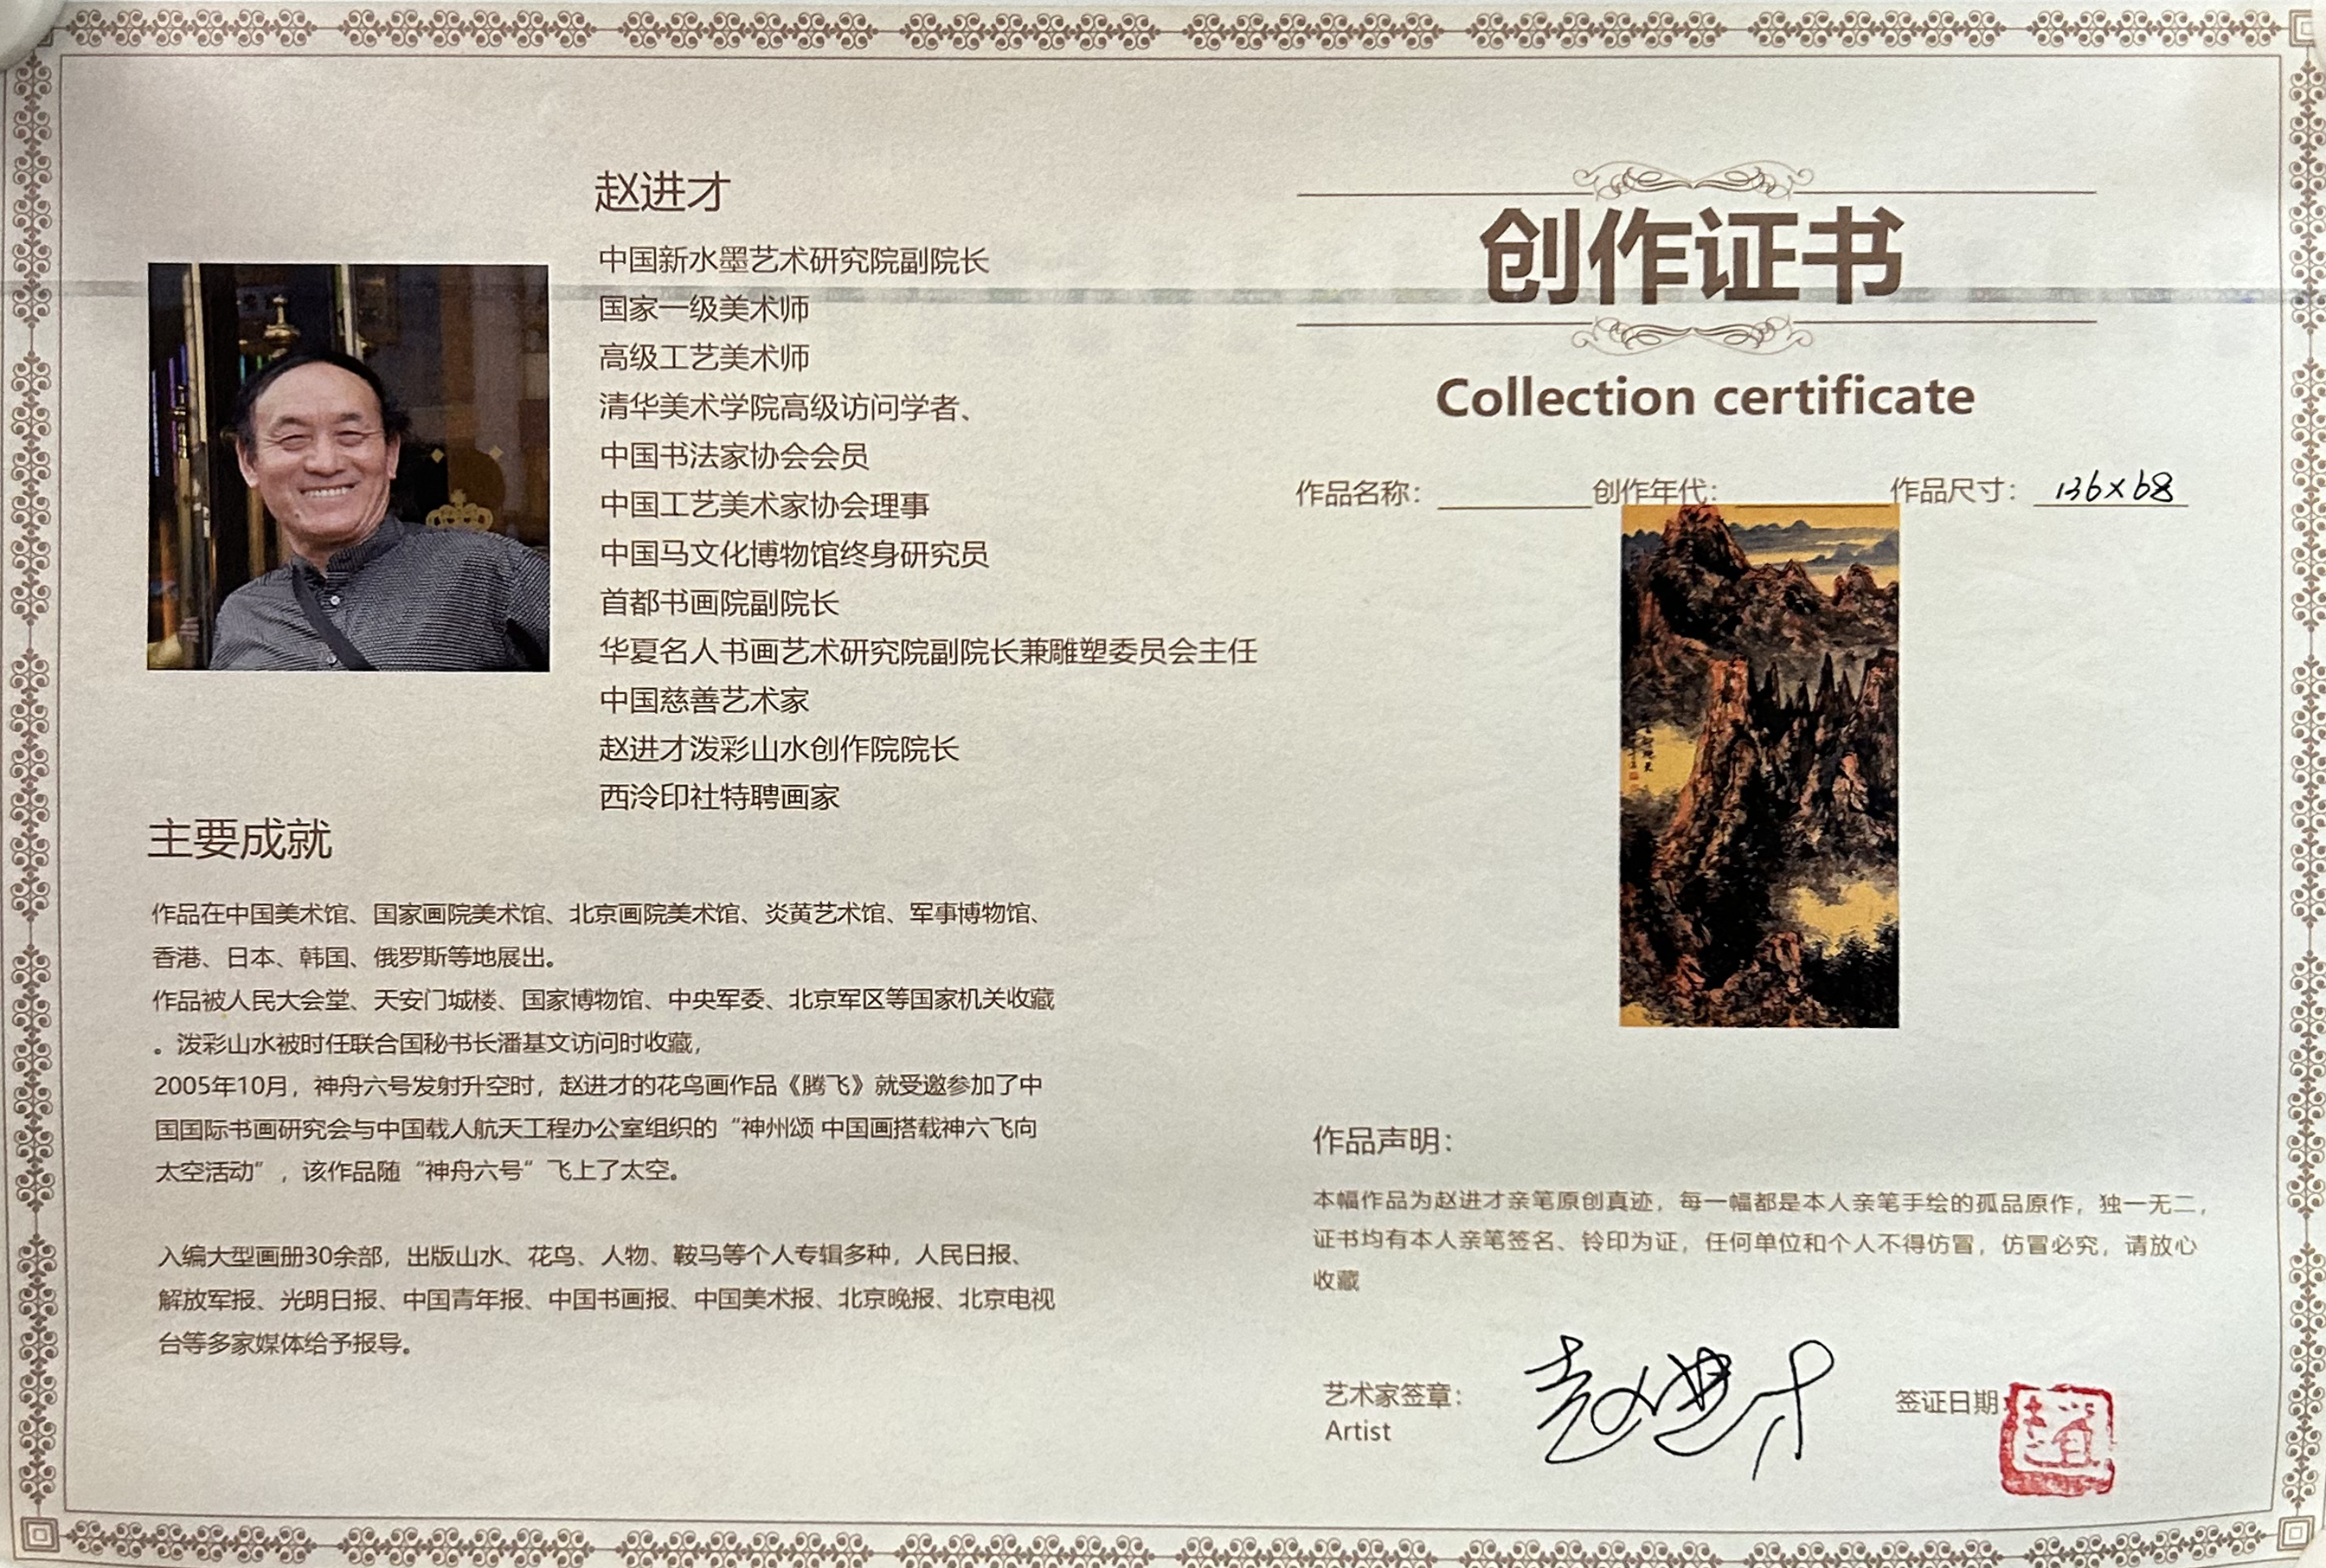 赵进才
中国新水墨艺术研究院副院长
国家一级美术师
高级工艺美术师
清华美术学院高级访问学者、
中国书法家协会会员
中国工艺美术家协会理事
中国马文化博物馆终身研究员
首都书画院副院长
华夏名人书画艺术研究院副院长兼雕塑委员会主任
中国慈善艺术家
赵进才泼彩山水创作院院长
西泠印社特聘画家
主要成就
作品在中国美术馆、国家画院美术馆、北京画院美术馆、炎黄艺术馆、军事博物馆、
香港、日本、韩国、俄罗斯等地展出。
作品被人民大会堂、天安门城楼、国家博物馆、中央军委、北京军区等国家机关收藏
。泼彩山水被时任联合国秘书长潘基文访问时收藏，
2005年10月，神舟六号发射升空时，赵进才的花鸟画作品《腾飞》就受邀参加了中
国国际书画研究会与中国载人航天工程办公室组织的“神州颂 中国画搭载神六飞向
太空活动”，该作品随“神舟六号”飞上了太空。
入编大型画册30余部，出版山水、花鸟、人物、鞍马等个人专辑多种，人民日报、
解放军报、光明日报、中国青年报、中国书画报、中国美术报、北京晚报、北京电视
台等多家媒体给予报导。
创作证书
Collection certificate
作品名称： 创作年代： 作品尺寸： 136×68
作品声明：
本幅作品为赵进才亲笔原创真迹，每一幅都是本人亲笔手绘的孤品原作，独一无二，
证书均有本人亲笔签名、铃印为证，任何单位和个人不得仿冒，仿冒必究，请放心
收藏
艺术家签章： 赵进才 签证日期
Artist